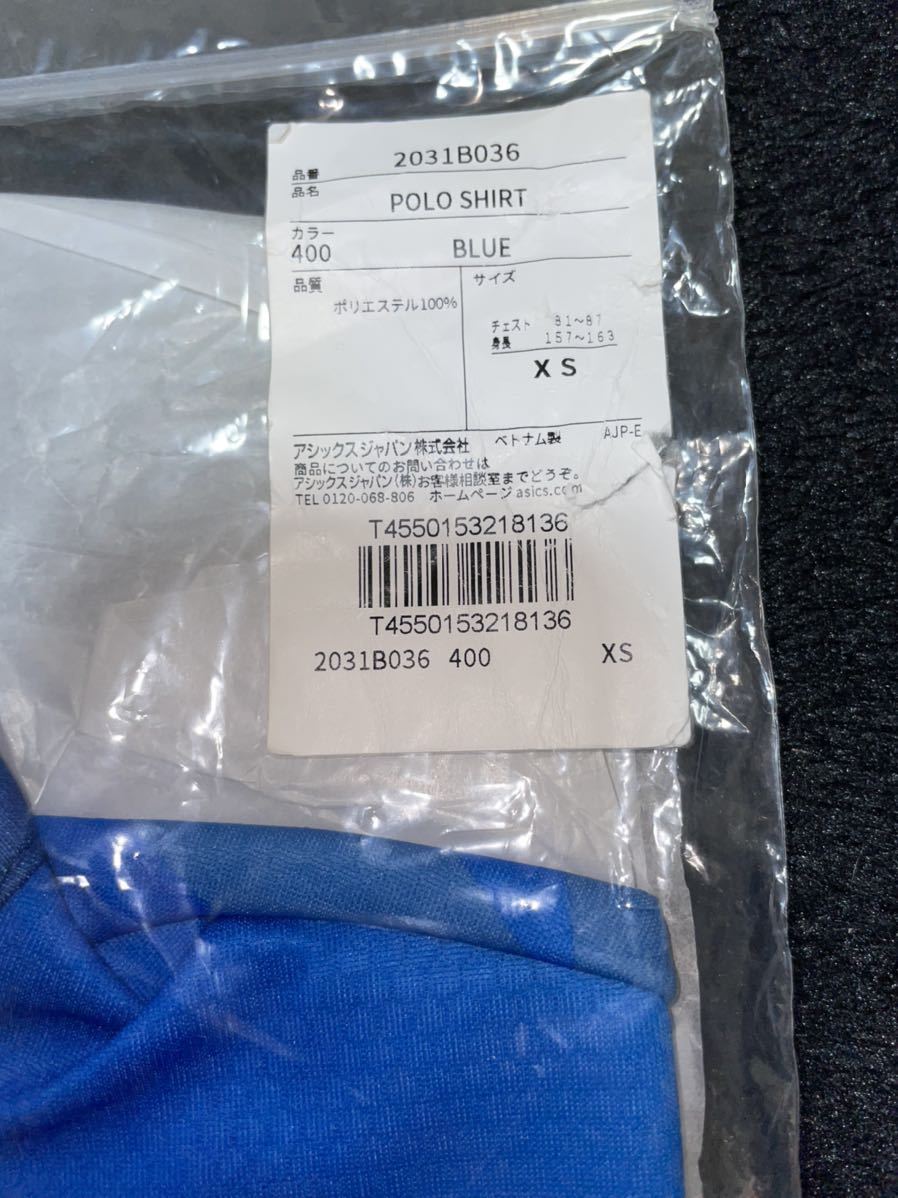 品番 2031B036
品名 POLO SHIRT
カラー
400 BLUE
品質 サイズ
ポリエステル100%
チェスト 81~87
身長 157~163
XS
アシックスジャパン株式会社 ベトナム製 AJP-E
商品についてのお問い合わせは
アシックスジャパン(株)お客様相談室までどうぞ。
TEL 0120-068-806 ホームページ asics.com
T4550153218136
T4550153218136
2031B036 400 XS